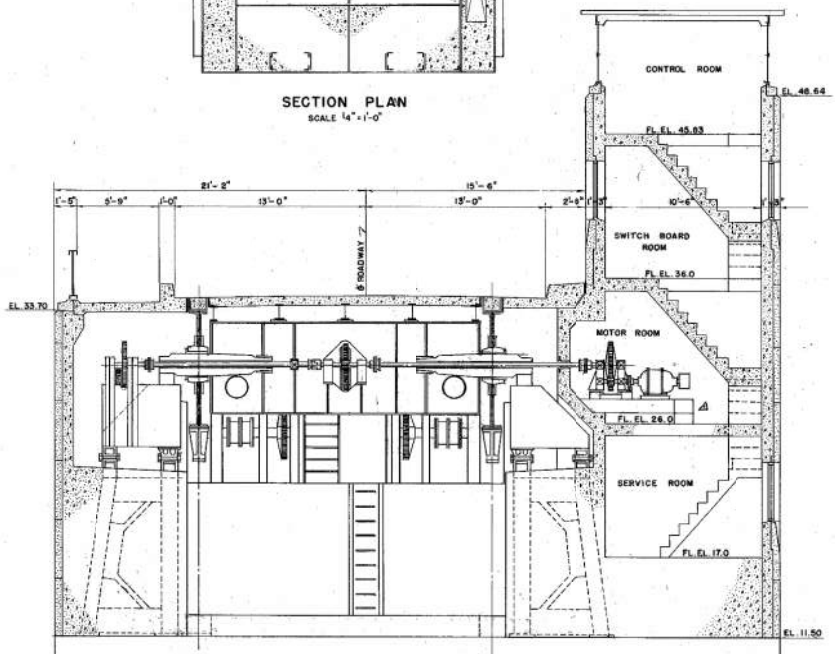 CONTROL ROOM
EL. 46.64
SECTION PLAN
SCALE ¼"=1'-0"
FL. EL. 45.83
21'-2"
15'-6"
1'-5"
5'-9"
1'-0"
13'-0"
13'-0"
1'-3"
10'-6"
1'-3"
SWITCH BOARD
ROOM
℄ ROADWAY
FL. EL. 36.0
EL. 33.70
MOTOR ROOM
FL. EL. 26.0
SERVICE ROOM
FL. EL. 17.0
EL. 11.50